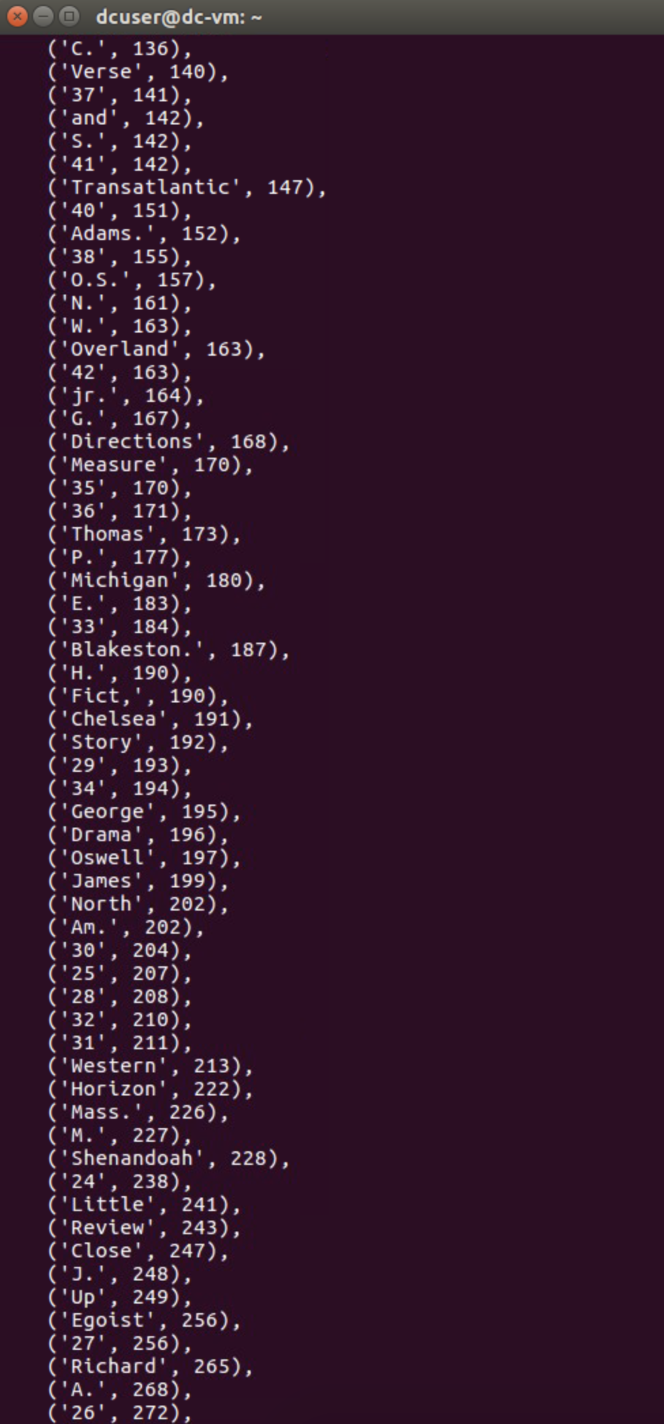 dcuser@dc-vm: ~
('C.', 136),
('Verse', 140),
('37', 141),
('and', 142),
('S.', 142),
('41', 142),
('Transatlantic', 147),
('40', 151),
('Adams.', 152),
('38', 155),
('O.S.', 157),
('N.', 161),
('W.', 163),
('Overland', 163),
('42', 163),
('jr.', 164),
('G.', 167),
('Directions', 168),
('Measure', 170),
('35', 170),
('36', 171),
('Thomas', 173),
('P.', 177),
('Michigan', 180),
('E.', 183),
('33', 184),
('Blakeston.', 187),
('H.', 190),
('Fict,', 190),
('Chelsea', 191),
('Story', 192),
('29', 193),
('34', 194),
('George', 195),
('Drama', 196),
('Oswell', 197),
('James', 199),
('North', 202),
('Am.', 202),
('30', 204),
('25', 207),
('28', 208),
('32', 210),
('31', 211),
('Western', 213),
('Horizon', 222),
('Mass.', 226),
('M.', 227),
('Shenandoah', 228),
('24', 238),
('Little', 241),
('Review', 243),
('Close', 247),
('J.', 248),
('Up', 249),
('Egoist', 256),
('27', 256),
('Richard', 265),
('A.', 268),
('26', 272),